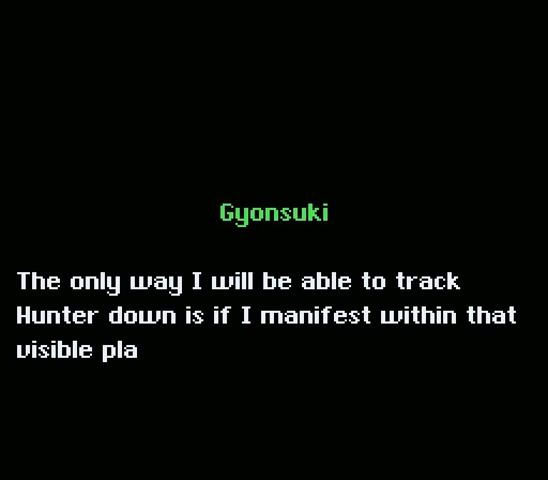 Gyonsuki
The only way I will be able to track
Hunter down is if I manifest within that
visible pla